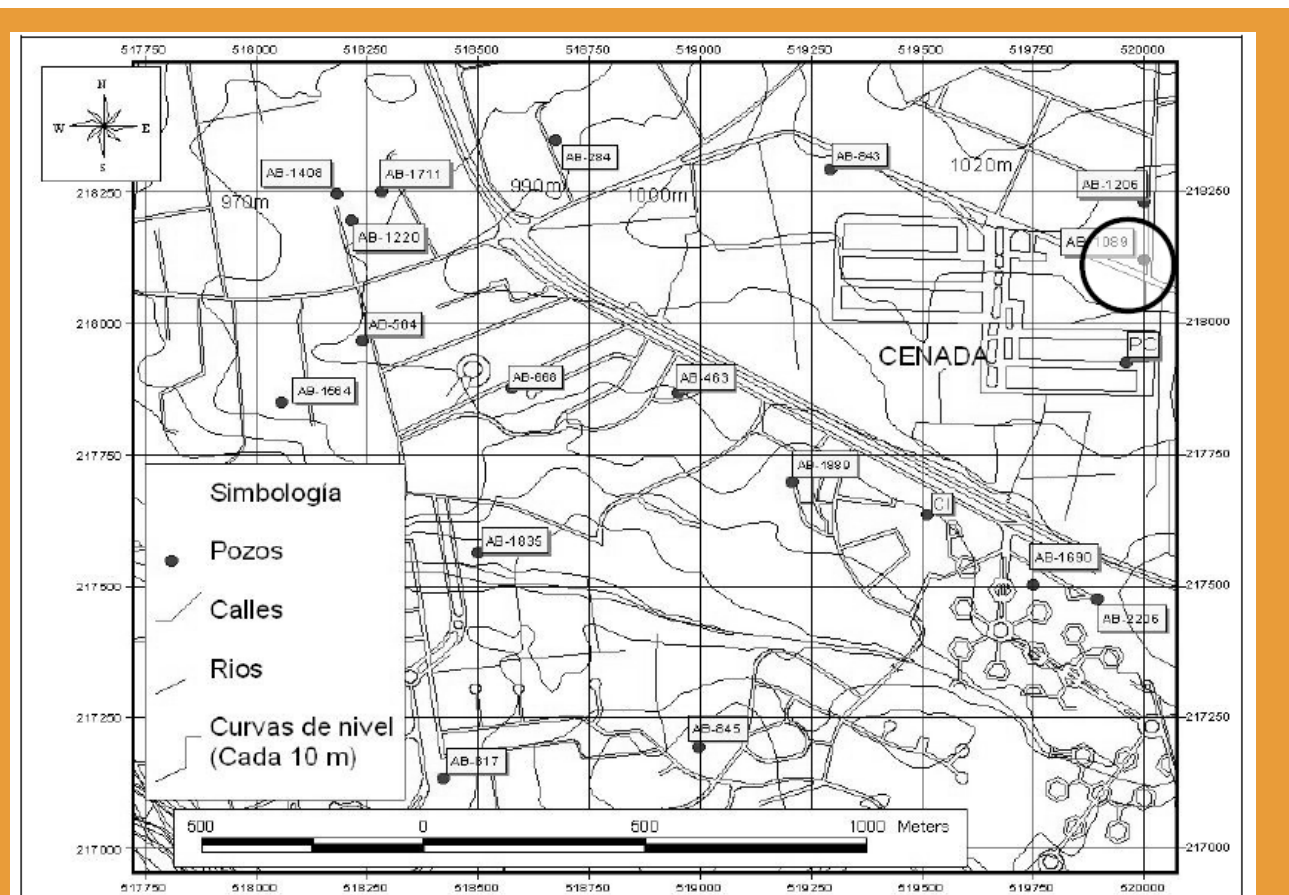 517750 518000 518250 518500 518750 519000 519250 519500 519750 520000
N
W E
S
AB-284
AB-843
1020m
AB-1408
AB-1711
990m
1000m
AB-1206
218250
218250
970m
AB-1220
AB-1089
218000
AB-504
218000
CENADA
PC
AB-868
AB-463
AB-1564
217750
217750
AB-1889
Simbología
CI
Pozos
AB-1835
AB-1690
217500
217500
Calles
AB-2206
Rios
217250
217250
Curvas de nivel
(Cada 10 m)
AB-845
AB-817
500 0 500 1000 Meters
217000
217000
517750 518000 518250 518500 518750 519000 519250 519500 519750 520000